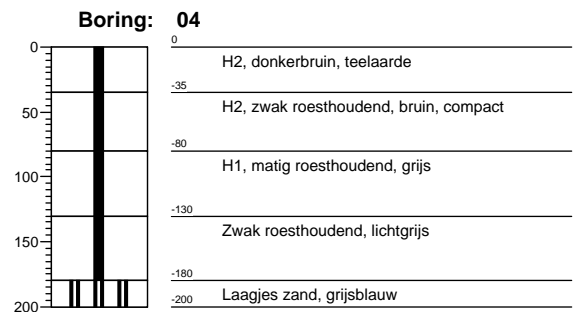 Boring: 04
0
0
H2, donkerbruin, teelaarde
-35
50
H2, zwak roesthoudend, bruin, compact
-80
100
H1, matig roesthoudend, grijs
-130
150
Zwak roesthoudend, lichtgrijs
-180
Laagjes zand, grijsblauw
200
-200